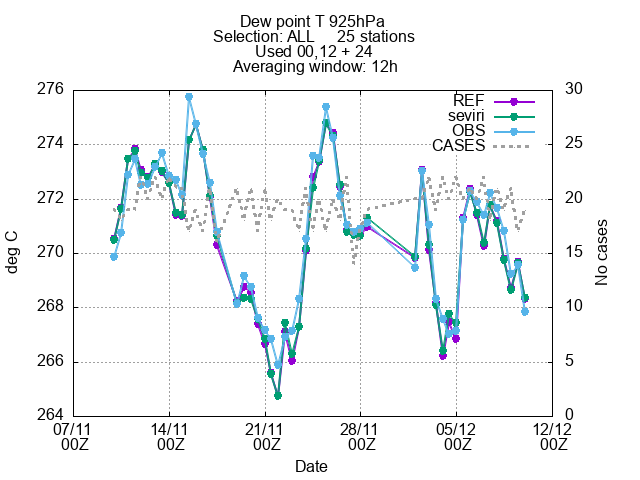 Dew point T 925hPa
Selection: ALL     25 stations
Used 00,12 + 24
Averaging window: 12h
276 30
REF
seviri
274 OBS 25
CASES
272 20
270 15
deg C No cases
268 10
266 5
264 0
07/11 14/11 21/11 28/11 05/12 12/12
00Z 00Z 00Z 00Z 00Z 00Z
Date